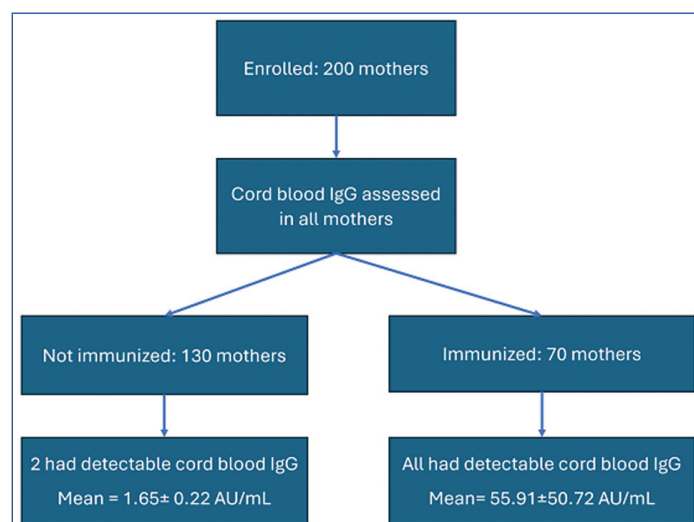 Enrolled: 200 mothers
Cord blood IgG assessed
in all mothers
Not immunized: 130 mothers
Immunized: 70 mothers
2 had detectable cord blood IgG
Mean = 1.65± 0.22 AU/mL
All had detectable cord blood IgG
Mean= 55.91±50.72 AU/mL